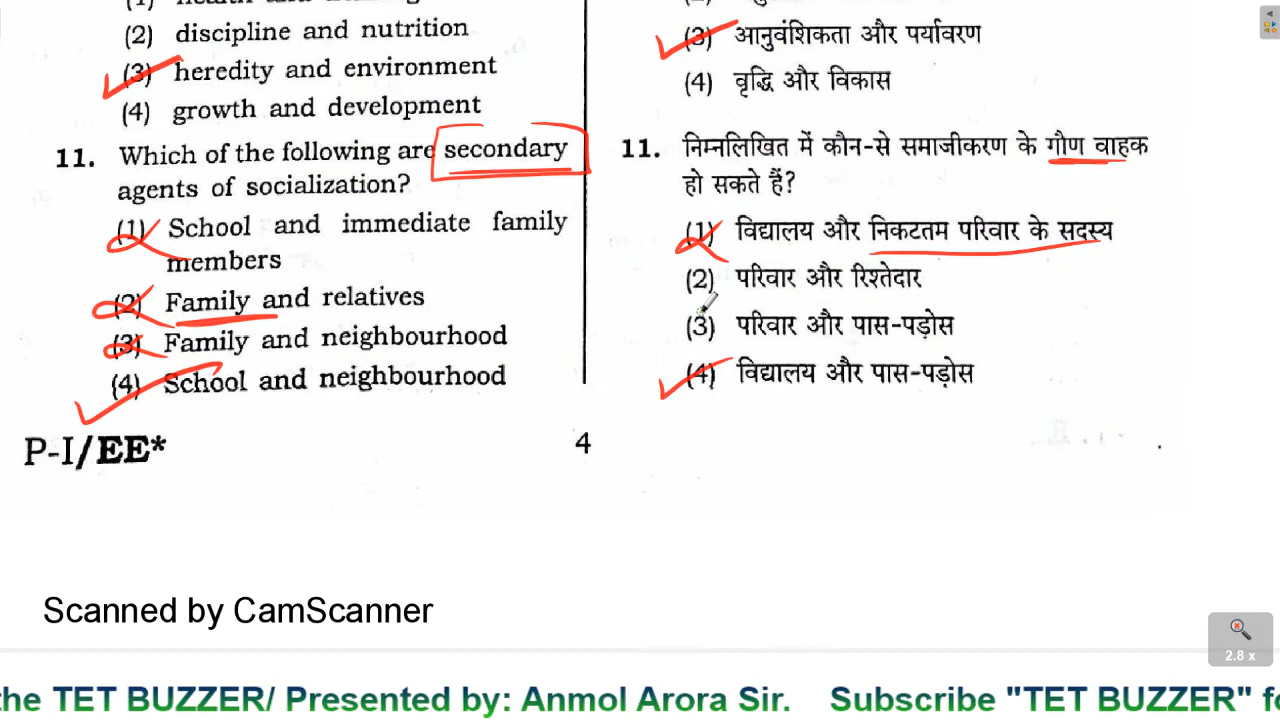 (2) discipline and nutrition
(3) heredity and environment
(4) growth and development
11. Which of the following are secondary
agents of socialization?
(1) School and immediate family
members
(2) Family and relatives
(3) Family and neighbourhood
(4) School and neighbourhood
(3) आनुवंशिकता और पर्यावरण
(4) वृद्धि और विकास
11. निम्नलिखित में कौन-से समाजीकरण के गौण वाहक
हो सकते हैं?
(1) विद्यालय और निकटतम परिवार के सदस्य
(2) परिवार और रिश्तेदार
(3) परिवार और पास-पड़ोस
(4) विद्यालय और पास-पड़ोस
P-I/EE*
4
Scanned by CamScanner
2.8 x
the TET BUZZER/ Presented by: Anmol Arora Sir. Subscribe "TET BUZZER" fo